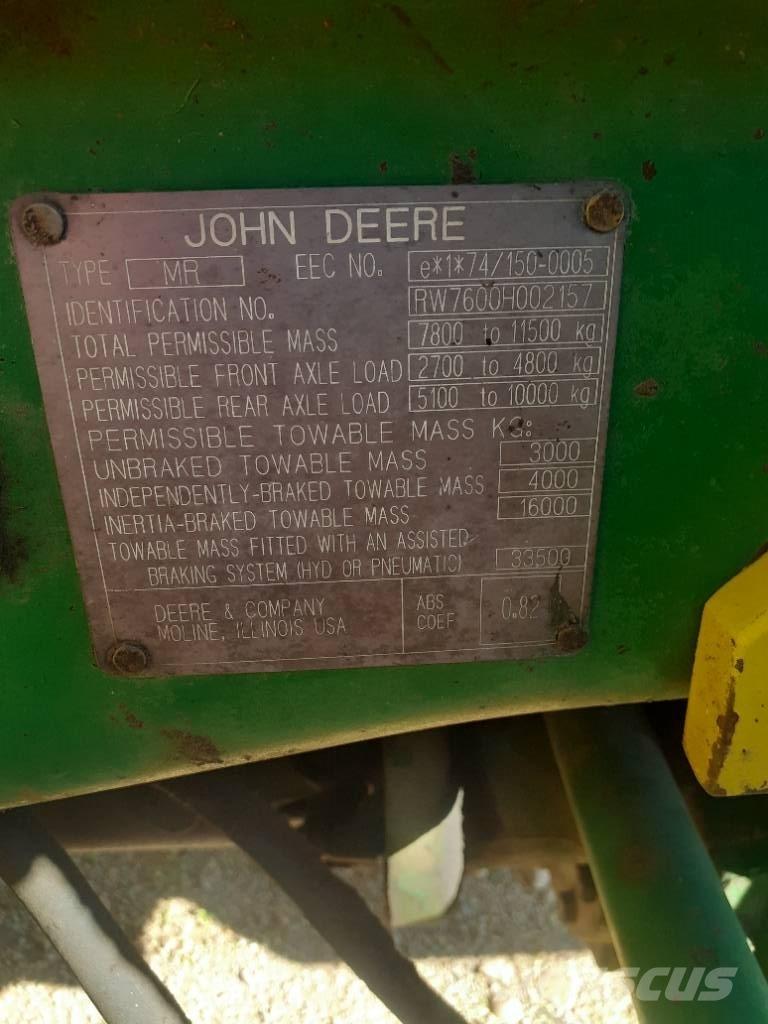 JOHN DEERE
TYPE MR EEC NO. e*1*74/150-0005
IDENTIFICATION NO. RW7600H002157
TOTAL PERMISSIBLE MASS 7800 to 11500 kg
PERMISSIBLE FRONT AXLE LOAD 2700 to 4800 kg
PERMISSIBLE REAR AXLE LOAD 5100 to 10000 kg
PERMISSIBLE TOWABLE MASS KG:
UNBRAKED TOWABLE MASS 3000
INDEPENDENTLY-BRAKED TOWABLE MASS 4000
INERTIA-BRAKED TOWABLE MASS 16000
TOWABLE MASS FITTED WITH AN ASSISTED
BRAKING SYSTEM (HYD OR PNEUMATIC) 33500
DEERE & COMPANY ABS 0.82
MOLINE, ILLINOIS USA COEF